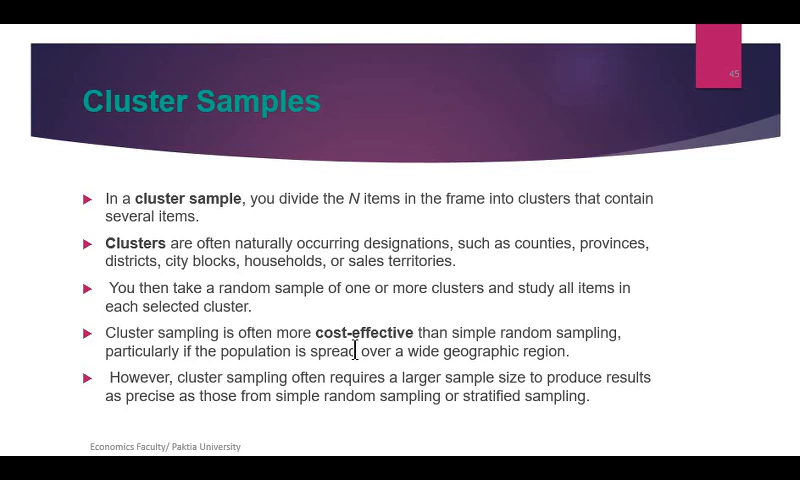 45
Cluster Samples
In a cluster sample, you divide the N items in the frame into clusters that contain
several items.
Clusters are often naturally occurring designations, such as counties, provinces,
districts, city blocks, households, or sales territories.
You then take a random sample of one or more clusters and study all items in
each selected cluster.
Cluster sampling is often more cost-effective than simple random sampling,
particularly if the population is spread over a wide geographic region.
However, cluster sampling often requires a larger sample size to produce results
as precise as those from simple random sampling or stratified sampling.
Economics Faculty/ Paktia University